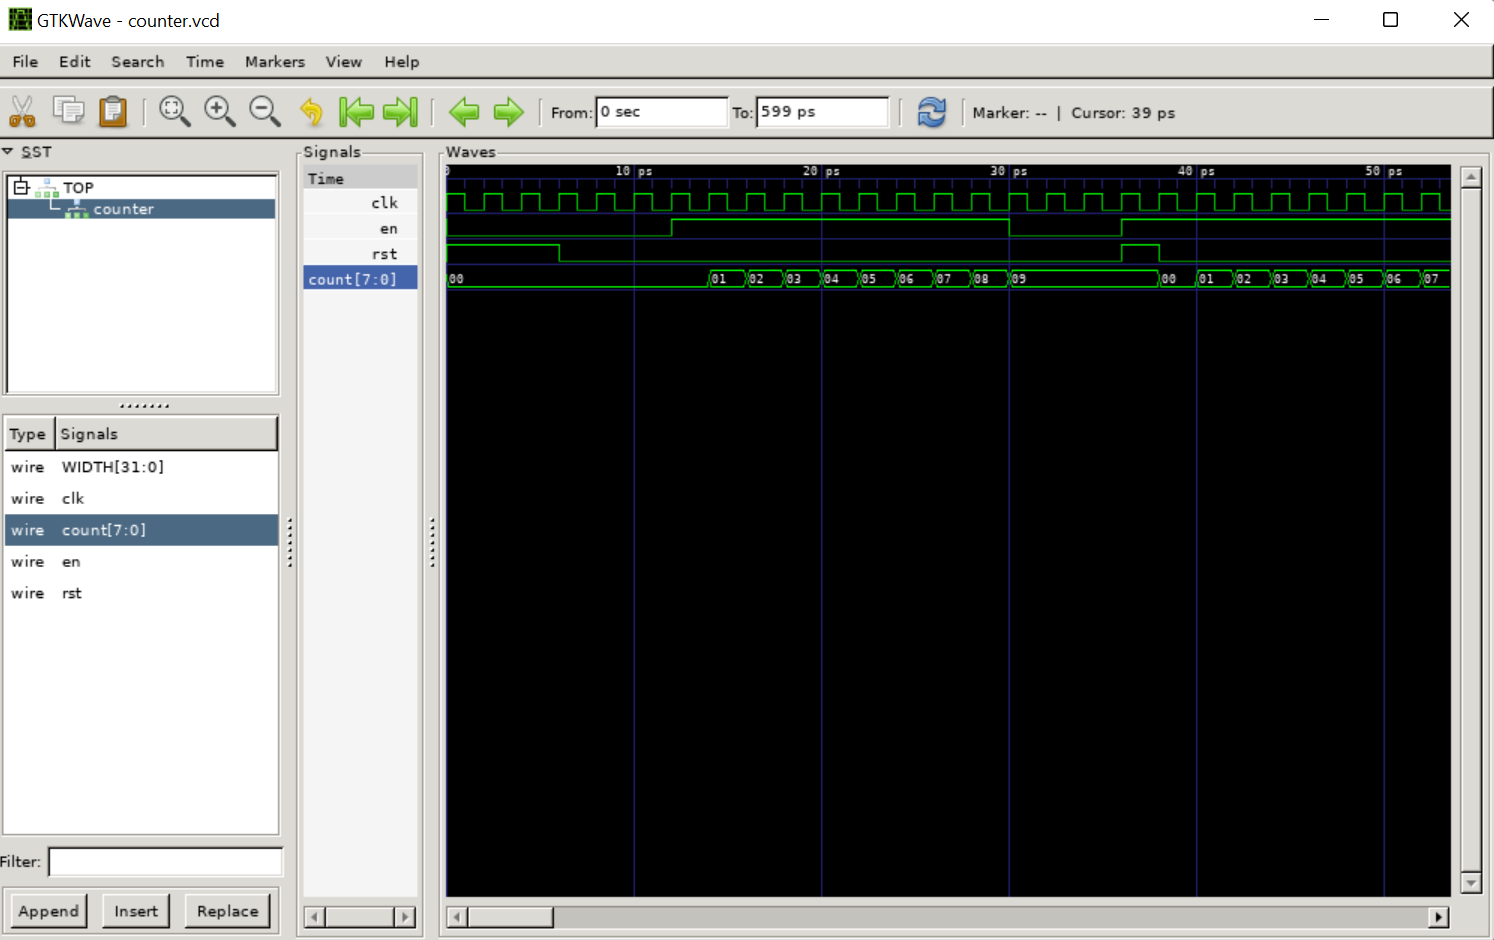 GTKWave - counter.vcd
File Edit Search Time Markers View Help
From: 0 sec To: 599 ps Marker: -- | Cursor: 39 ps
SST
TOP
counter
Type Signals
wire WIDTH[31:0]
wire clk
wire count[7:0]
wire en
wire rst
Filter:
Append Insert Replace
Signals
Time
clk
en
rst
count[7:0]
Waves
0 10 ps 20 ps 30 ps 40 ps 50 ps
00 01 02 03 04 05 06 07 08 09 00 01 02 03 04 05 06 07